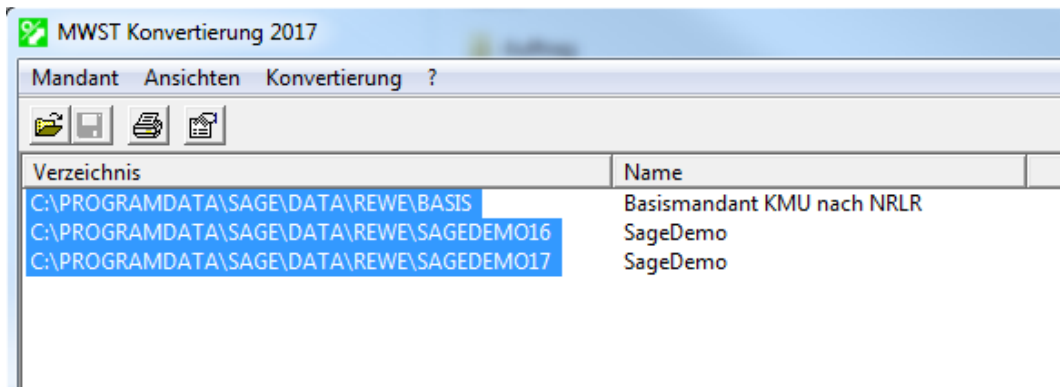 MWST Konvertierung 2017
Mandant Ansichten Konvertierung ?
Verzeichnis Name
C:\PROGRAMDATA\SAGE\DATA\REWE\BASIS Basismandant KMU nach NRLR
C:\PROGRAMDATA\SAGE\DATA\REWE\SAGEDEMO16 SageDemo
C:\PROGRAMDATA\SAGE\DATA\REWE\SAGEDEMO17 SageDemo